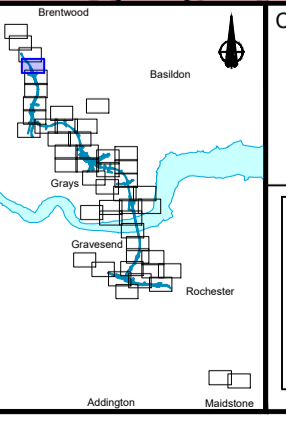 Brentwood
C
Basildon
Grays
Gravesend
Rochester
Addington
Maidstone